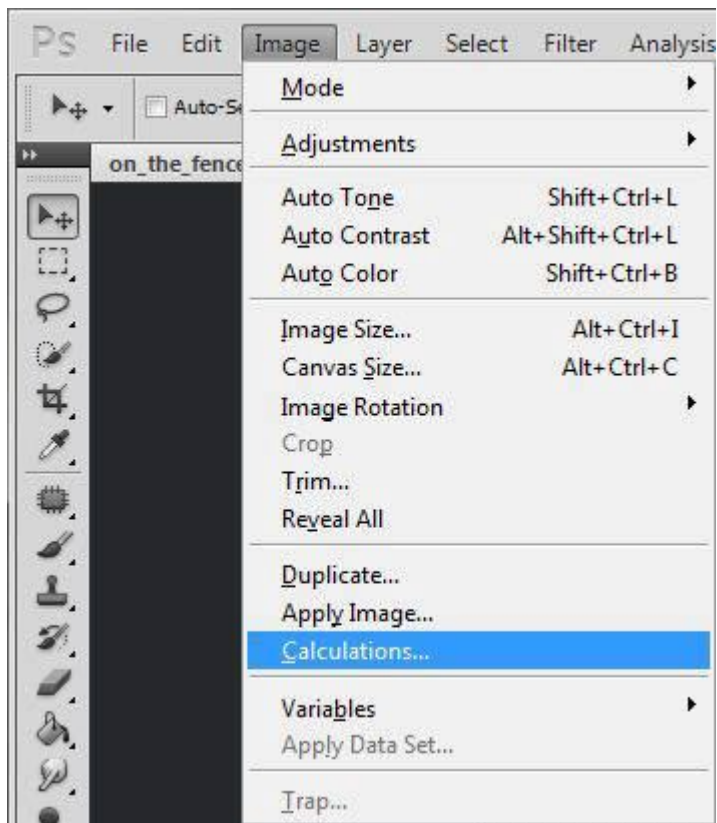 Ps File Edit Image Layer Select Filter Analysis
Auto-Se
on_the_fence
Mode
Adjustments
Auto Tone Shift+Ctrl+L
Auto Contrast Alt+Shift+Ctrl+L
Auto Color Shift+Ctrl+B
Image Size... Alt+Ctrl+I
Canvas Size... Alt+Ctrl+C
Image Rotation
Crop
Trim...
Reveal All
Duplicate...
Apply Image...
Calculations...
Variables
Apply Data Set...
Trap...